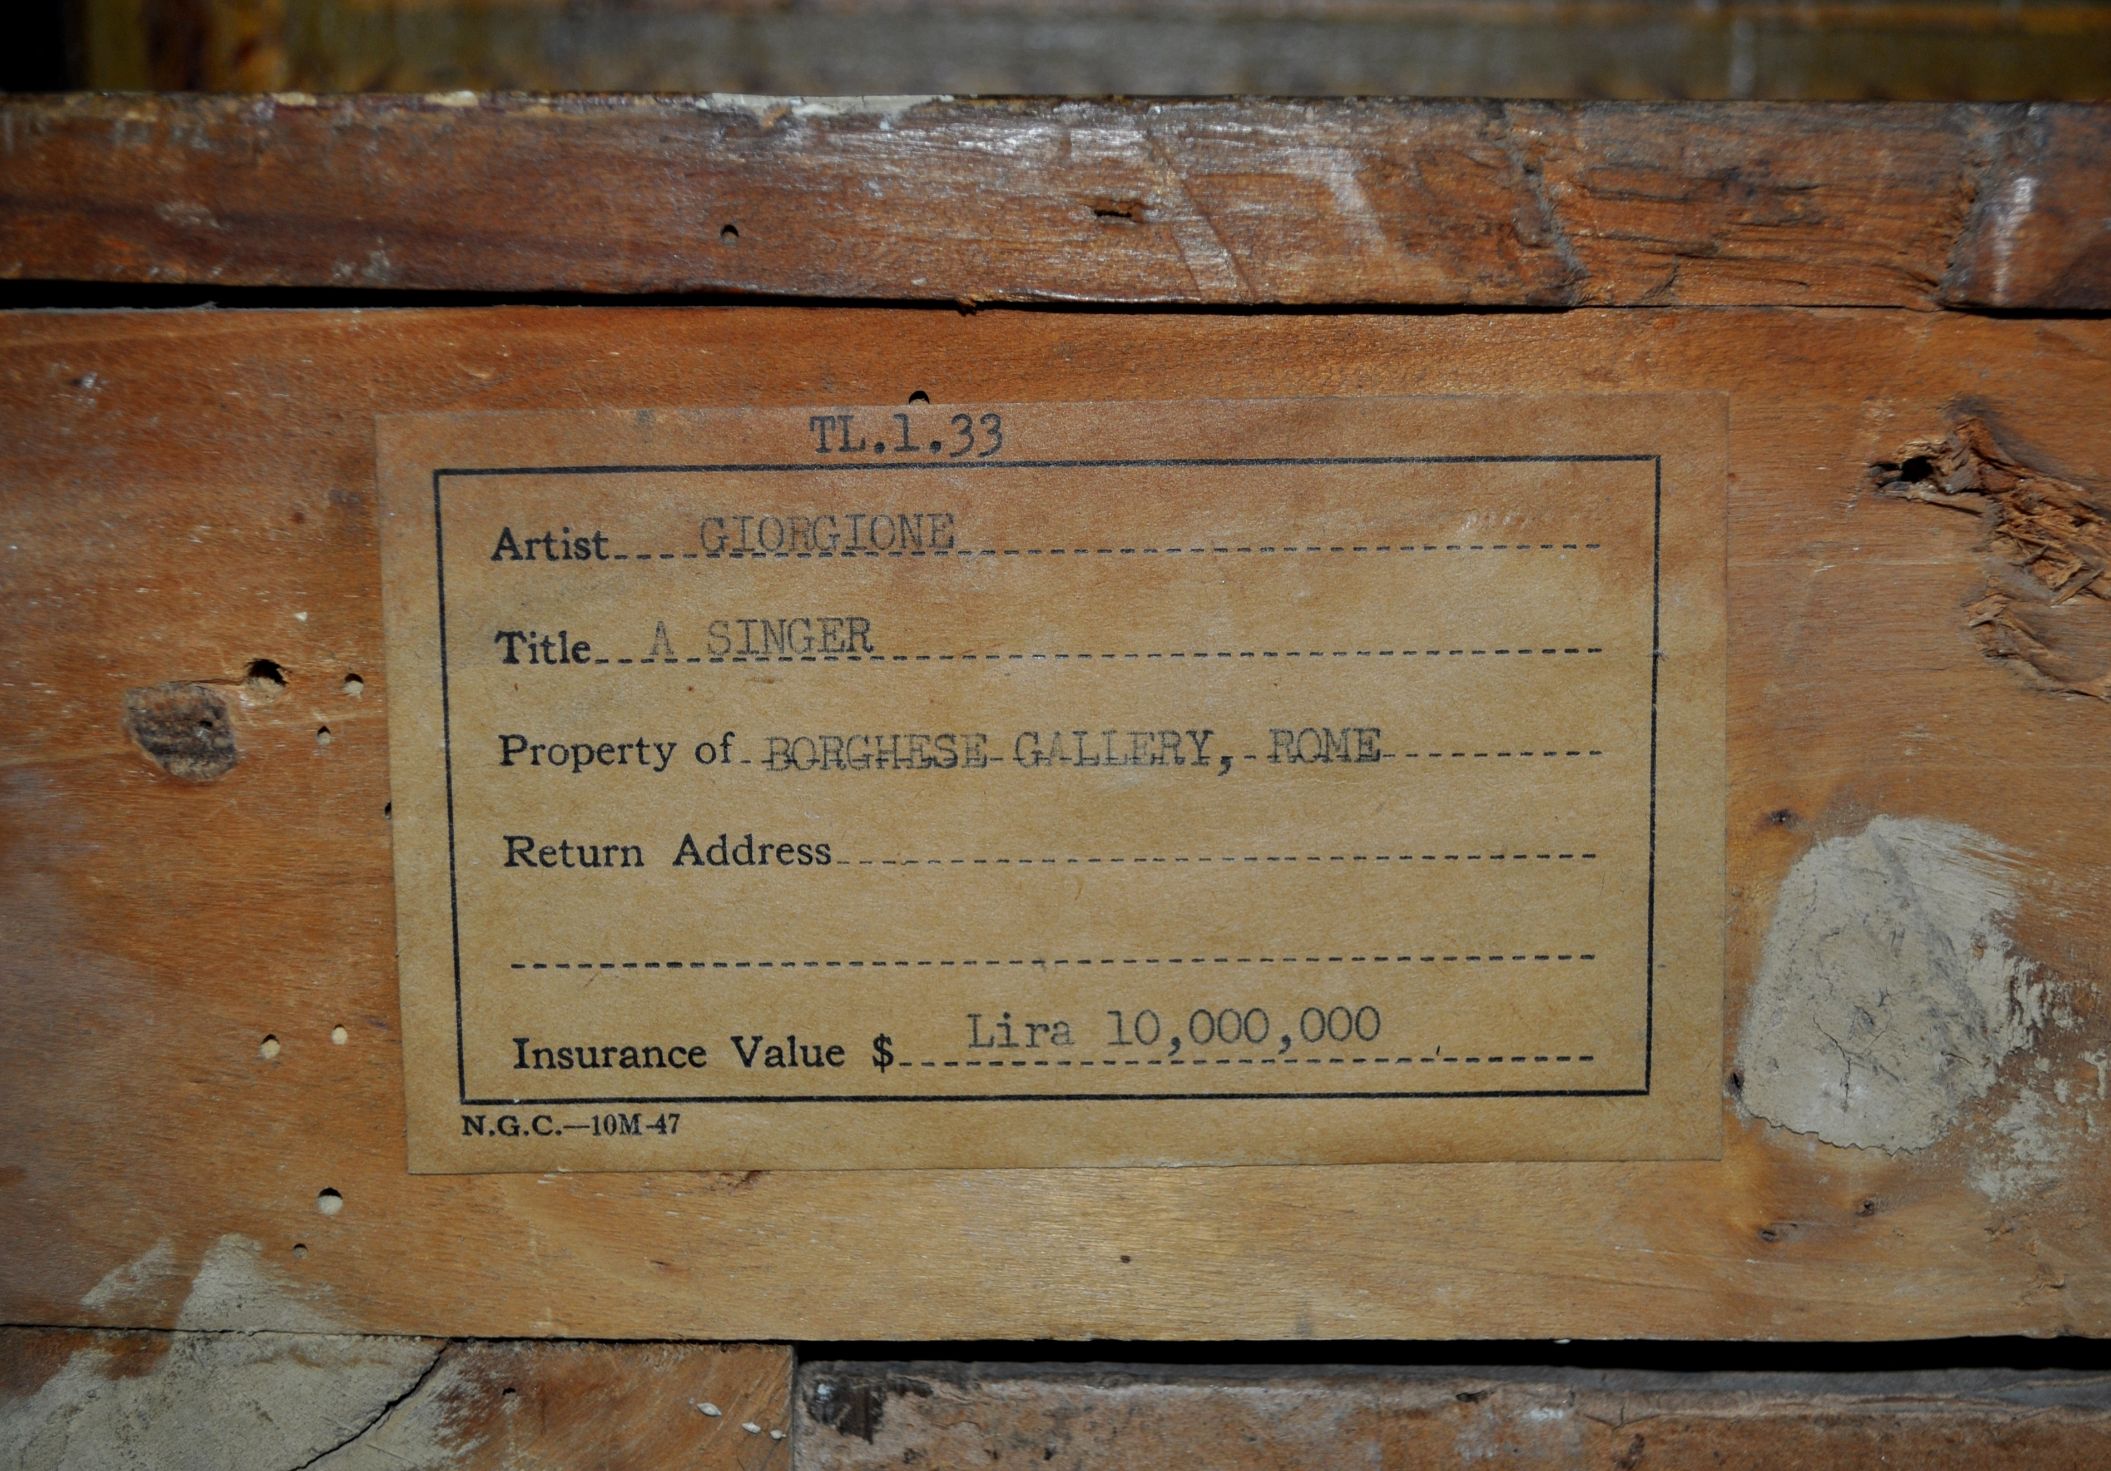 TL.1.33
Artist GIORGIONE
Title A SINGER
Property of BORGHESE GALLERY, ROME
Return Address
Insurance Value $ Lira 10,000,000
N.G.C.—10M-47